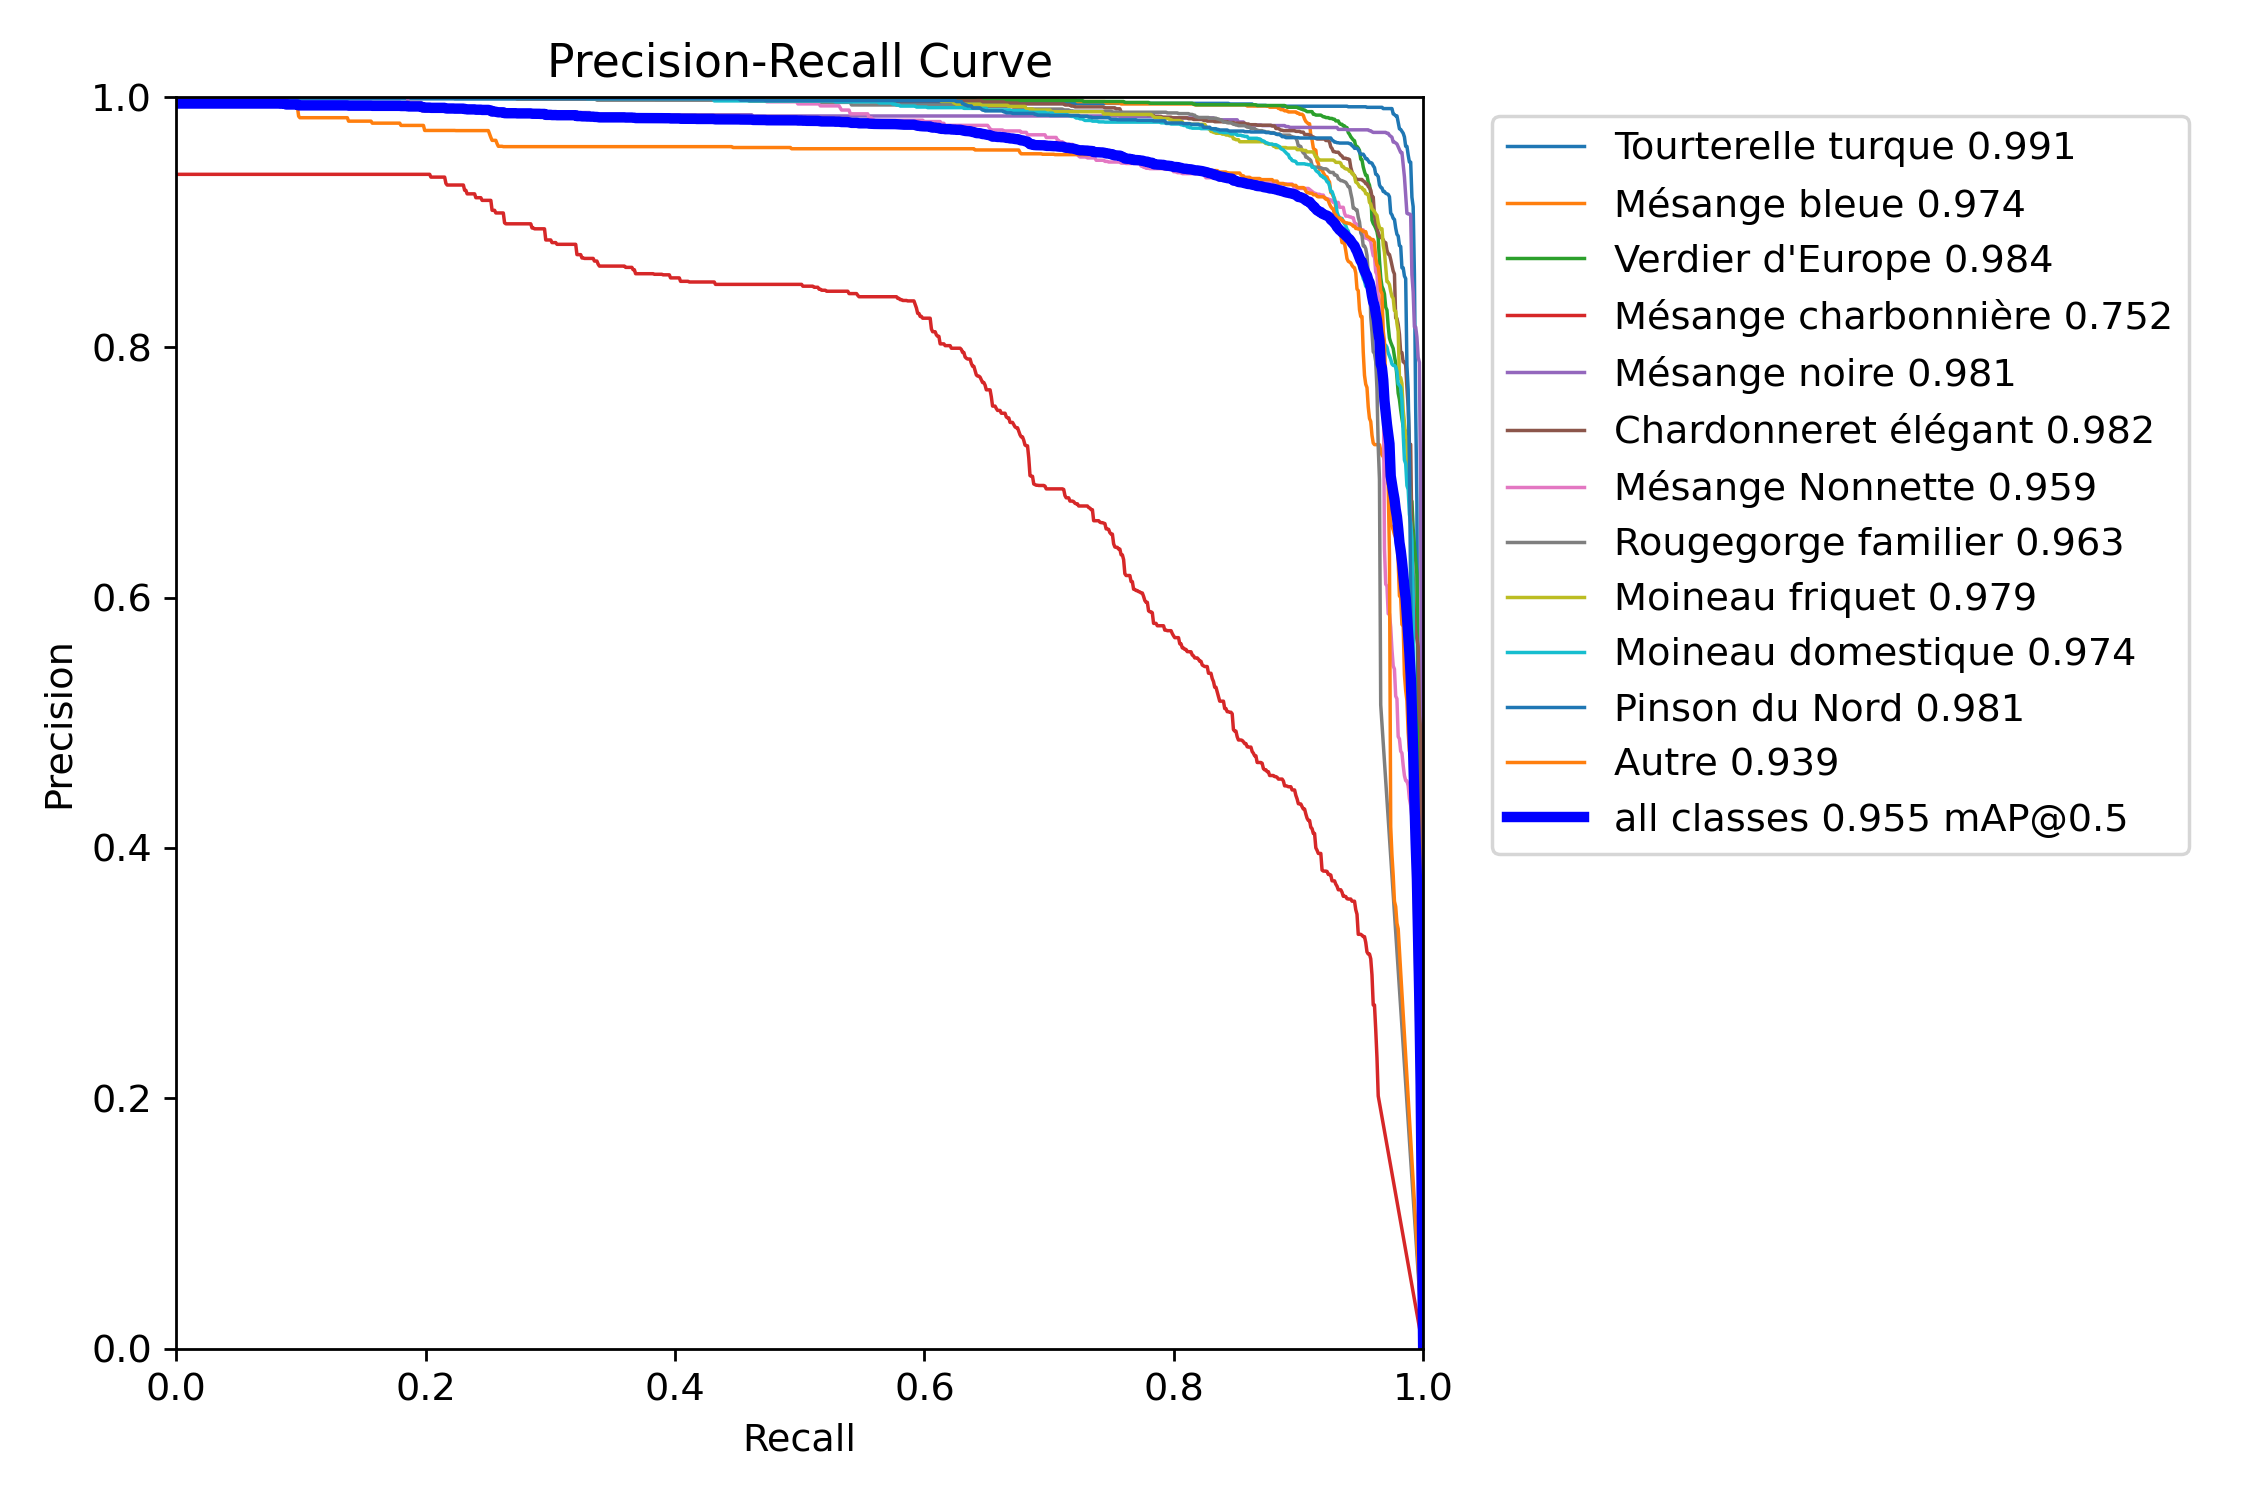 Precision-Recall Curve
1.0
0.8
0.6
0.4
0.2
0.0
Precision
0.0 0.2 0.4 0.6 0.8 1.0
Recall
Tourterelle turque 0.991
Mésange bleue 0.974
Verdier d'Europe 0.984
Mésange charbonnière 0.752
Mésange noire 0.981
Chardonneret élégant 0.982
Mésange Nonnette 0.959
Rougegorge familier 0.963
Moineau friquet 0.979
Moineau domestique 0.974
Pinson du Nord 0.981
Autre 0.939
all classes 0.955 mAP@0.5